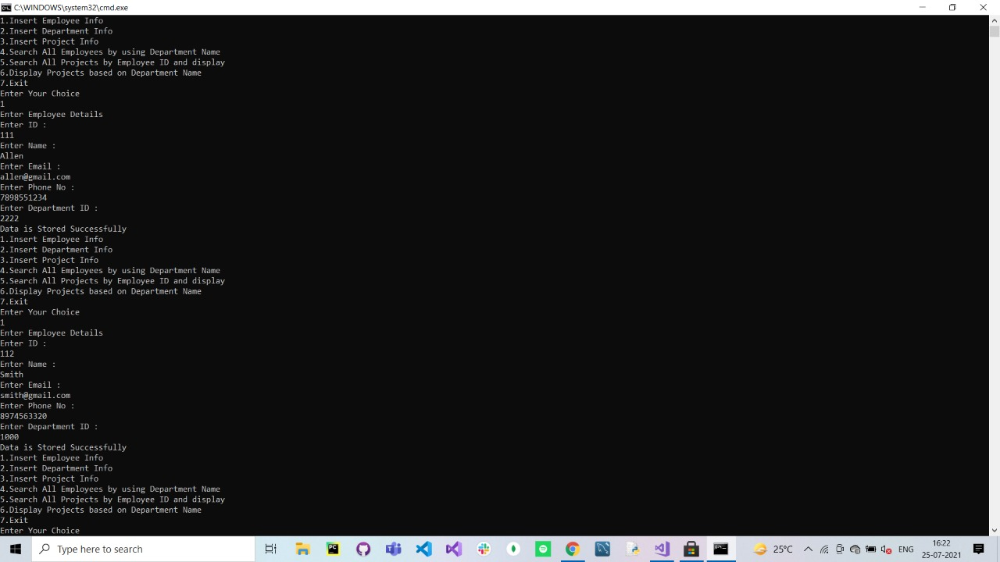 C:\WINDOWS\system32\cmd.exe
1.Insert Employee Info
2.Insert Department Info
3.Insert Project Info
4.Search All Employees by using Department Name
5.Search All Projects by Employee ID and display
6.Display Projects based on Department Name
7.Exit
Enter Your Choice
1
Enter Employee Details
Enter ID :
111
Enter Name :
Allen
Enter Email :
allen@gmail.com
Enter Phone No :
7898551234
Enter Department ID :
2222
Data is Stored Successfully
1.Insert Employee Info
2.Insert Department Info
3.Insert Project Info
4.Search All Employees by using Department Name
5.Search All Projects by Employee ID and display
6.Display Projects based on Department Name
7.Exit
Enter Your Choice
1
Enter Employee Details
Enter ID :
112
Enter Name :
Smith
Enter Email :
smith@gmail.com
Enter Phone No :
8974563320
Enter Department ID :
1000
Data is Stored Successfully
1.Insert Employee Info
2.Insert Department Info
3.Insert Project Info
4.Search All Employees by using Department Name
5.Search All Projects by Employee ID and display
6.Display Projects based on Department Name
7.Exit
Enter Your Choice
Type here to search
PC
25°C
ENG
16:22
25-07-2021